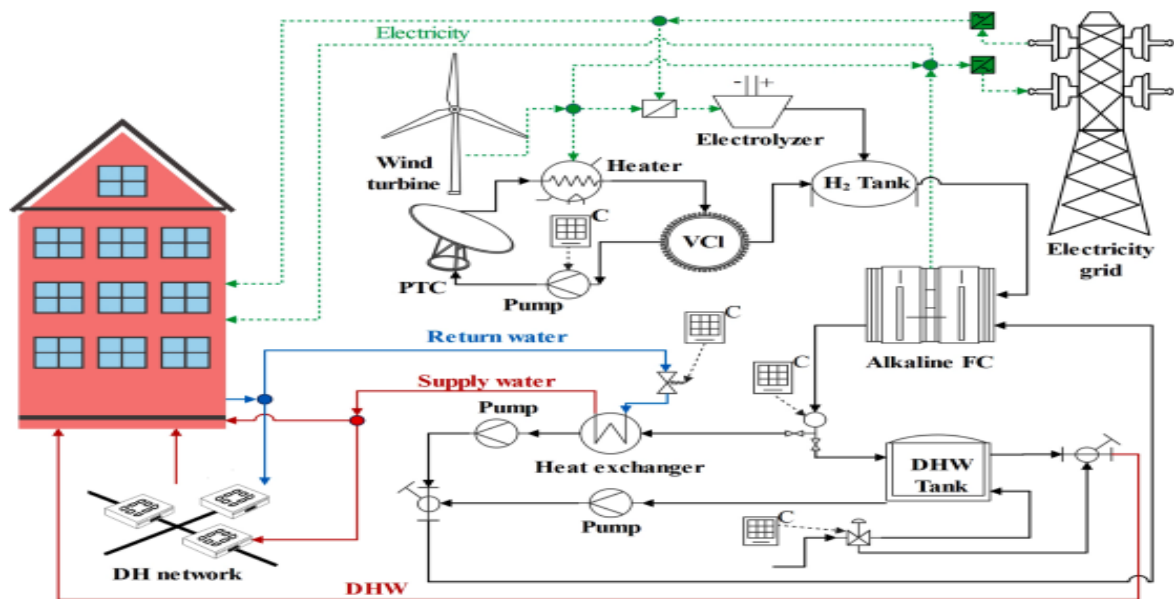 Electricity
- +
Electrolyzer
Wind
turbine
Heater
H₂ Tank
C
VCl
PTC
Pump
Electricity
grid
Return water
C
Alkaline FC
Supply water
C
Pump
Heat exchanger
DHW
Tank
Pump
C
DH network
DHW